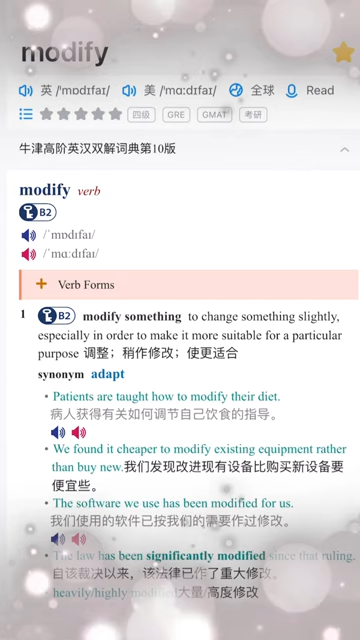 modify
英 /ˈmɒdɪfaɪ/ 美 /ˈmɑːdɪfaɪ/ 全球 Read
四级 GRE GMAT 考研
牛津高阶英汉双解词典第10版
modify verb
B2
/ˈmɒdɪfaɪ/
/ˈmɑːdɪfaɪ/
+ Verb Forms
1 B2 modify something to change something slightly,
especially in order to make it more suitable for a particular
purpose 调整；稍作修改；使更适合
synonym adapt
• Patients are taught how to modify their diet.
病人获得有关如何调节自己饮食的指导。
• We found it cheaper to modify existing equipment rather
than buy new.我们发现改进现有设备比购买新设备要
便宜些。
• The software we use has been modified for us.
我们使用的软件已按我们的需要作过修改。
• The law has been significantly modified since that ruling.
自该裁决以来，该法律已作了重大修改。
heavily/highly modified 大量/高度修改